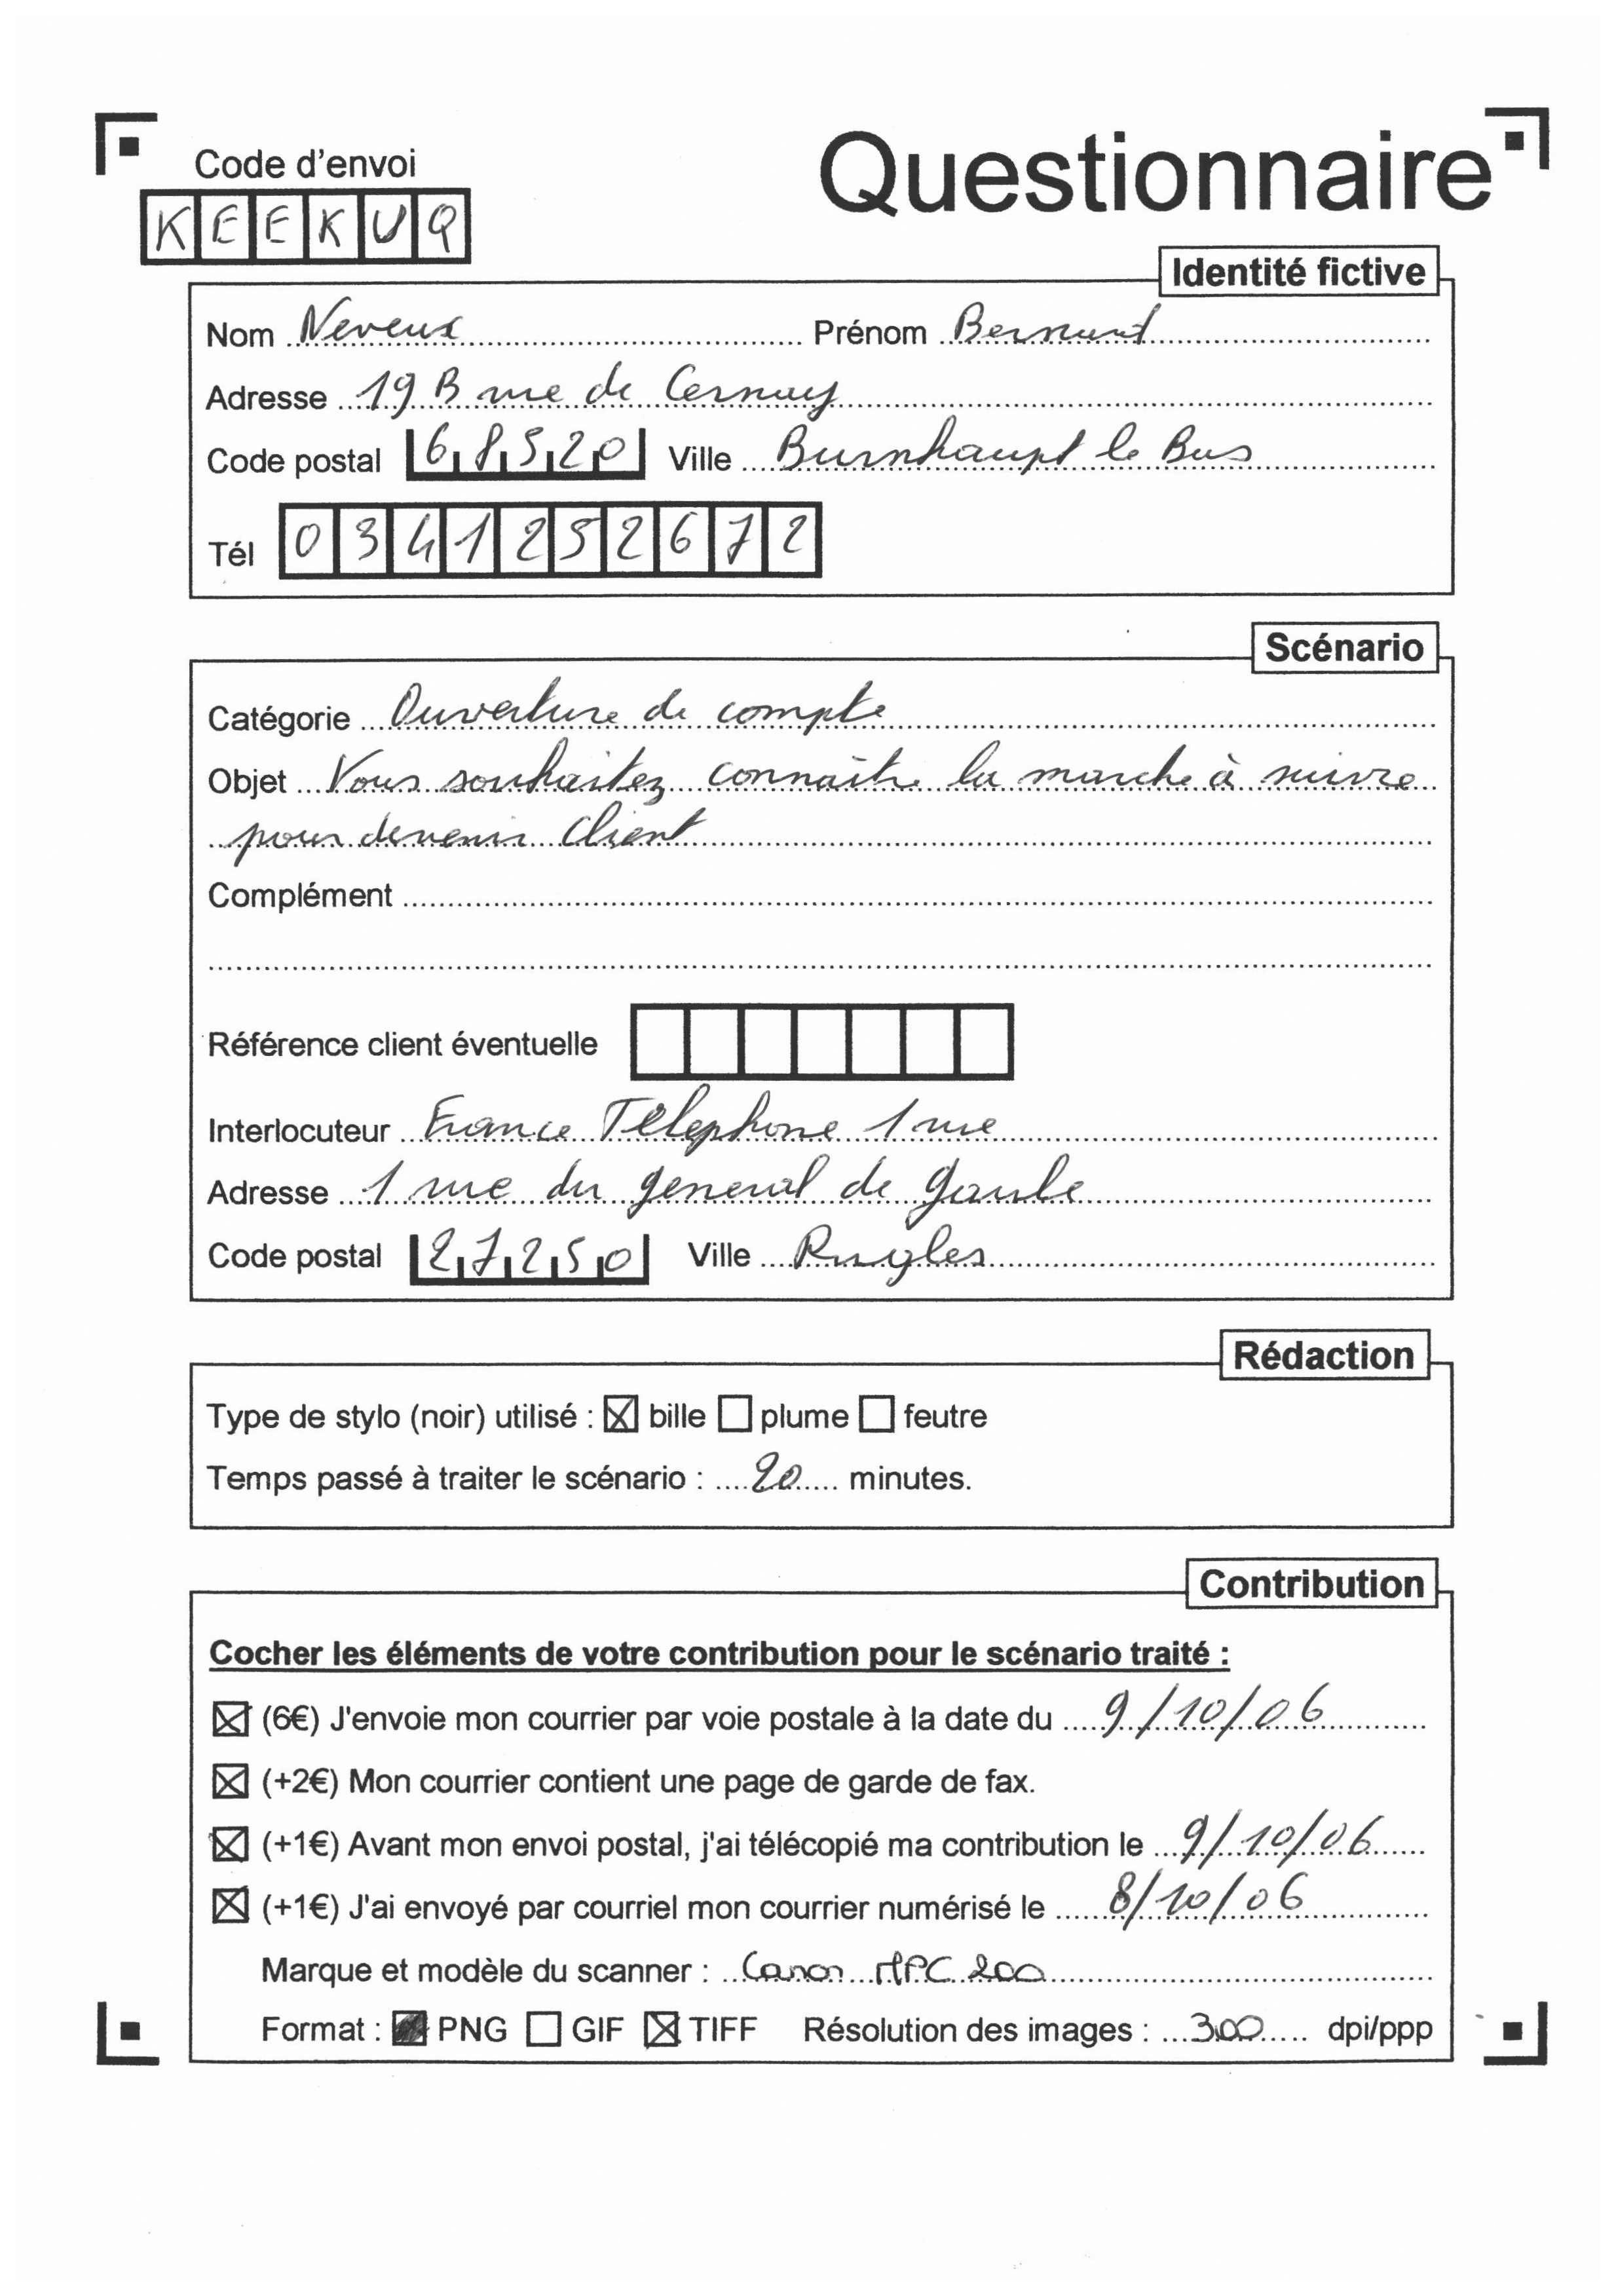 Code d'envoi
Questionnaire
KEEKUQ
Identité fictive
Nom Neveux Prénom Bernard
Adresse 19 B rue de Cernay
Code postal 68520 Ville Burnhaupt le Bas
Tél 0341252672
Scénario
Catégorie Ouverture de compte
Objet Vous souhaitez connaître la marche à suivre
pour devenir Client
Complément
Référence client éventuelle
Interlocuteur France Telephone 1 rue
Adresse 1 rue du general de gaule
Code postal 27250 Ville Rugles
Rédaction
Type de stylo (noir) utilisé : ☒ bille ☐ plume ☐ feutre
Temps passé à traiter le scénario : 20 minutes.
Contribution
Cocher les éléments de votre contribution pour le scénario traité :
☒ (6€) J'envoie mon courrier par voie postale à la date du 9/10/06
☒ (+2€) Mon courrier contient une page de garde de fax.
☒ (+1€) Avant mon envoi postal, j'ai télécopié ma contribution le 9/10/06
☒ (+1€) J'ai envoyé par courriel mon courrier numérisé le 8/10/06
Marque et modèle du scanner : Canon MPC 200
Format : ■ PNG ☐ GIF ☒ TIFF Résolution des images : 300 dpi/ppp